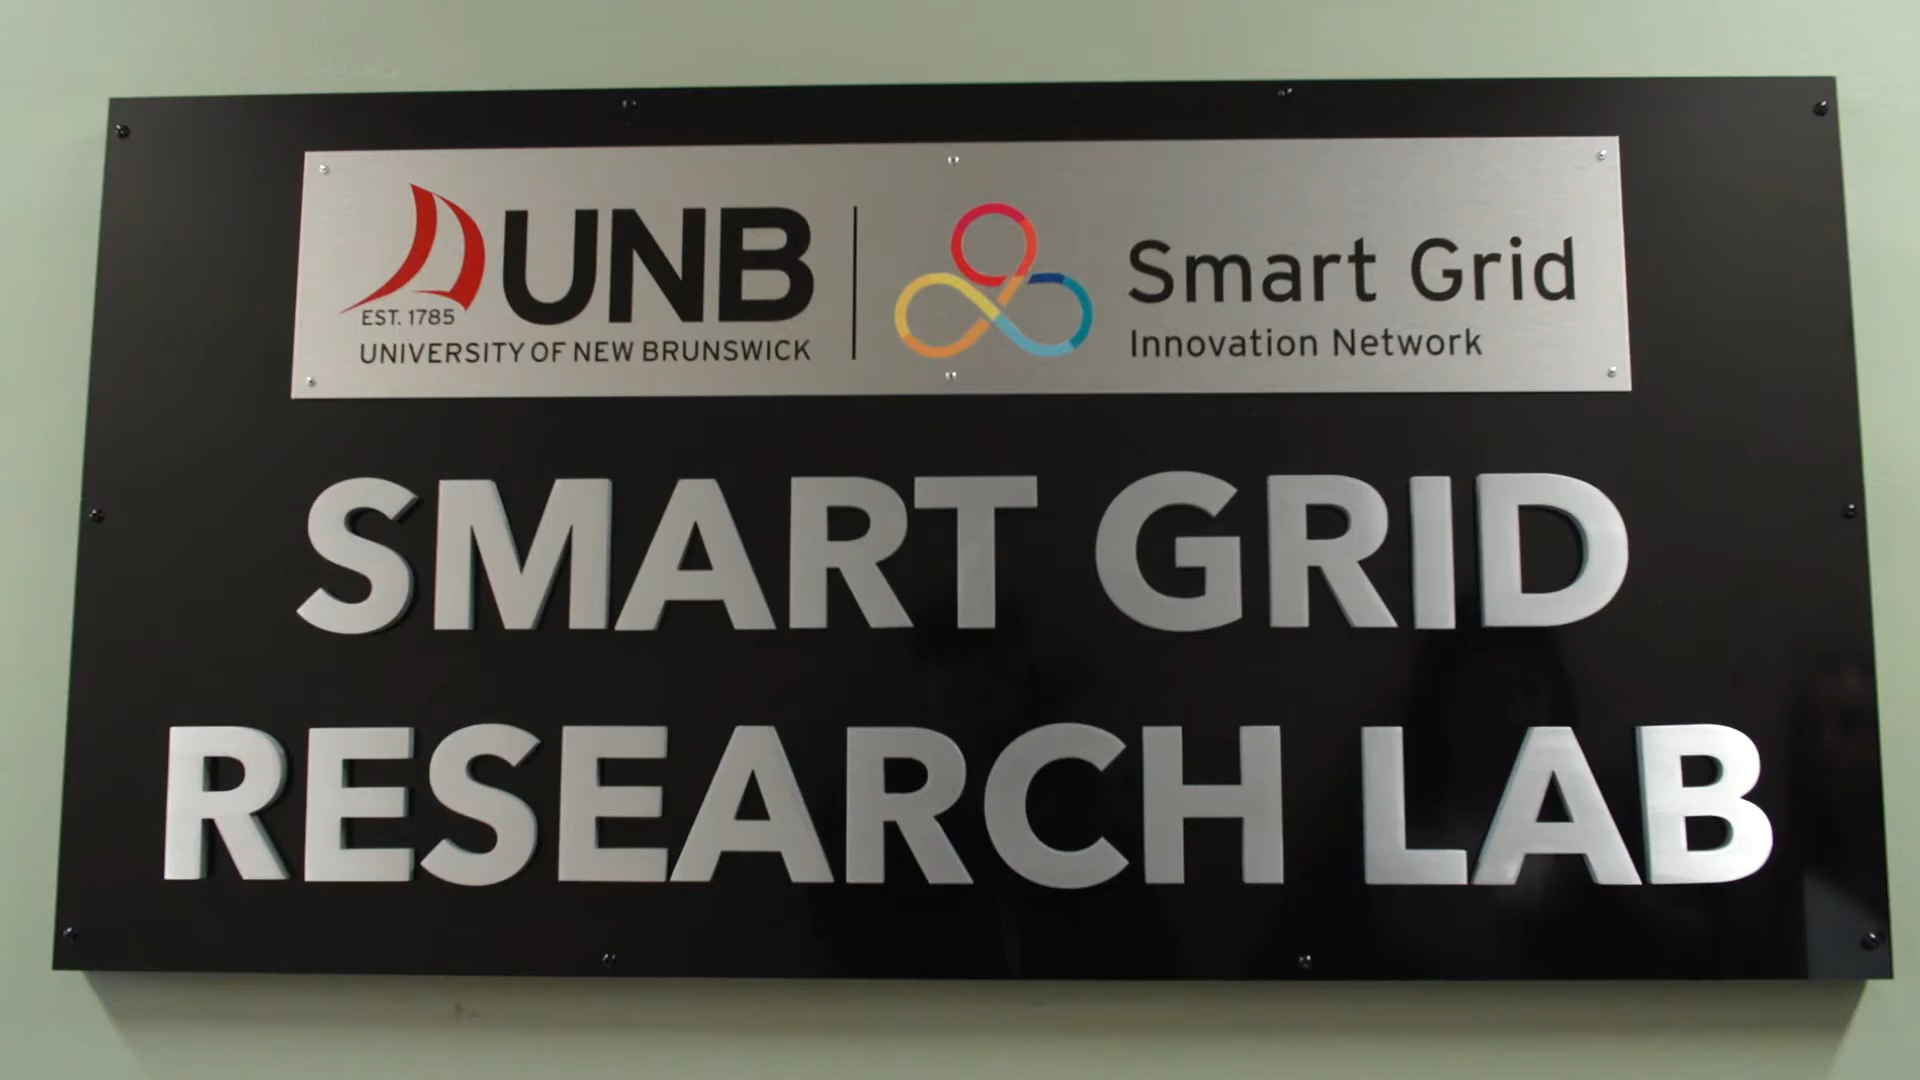 UNB
EST. 1785
UNIVERSITY OF NEW BRUNSWICK
Smart Grid
Innovation Network
SMART GRID
RESEARCH LAB